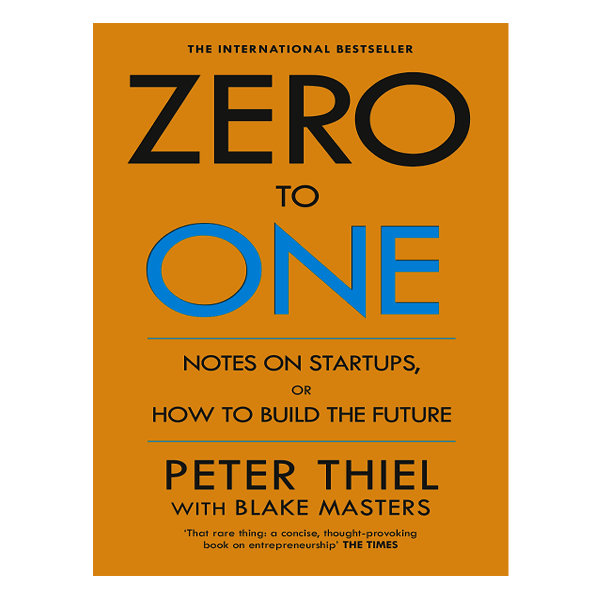 THE INTERNATIONAL BESTSELLER
ZERO
TO
ONE
NOTES ON STARTUPS,
OR
HOW TO BUILD THE FUTURE
PETER THIEL
WITH BLAKE MASTERS
'That rare thing: a concise, thought-provoking
book on entrepreneurship' THE TIMES